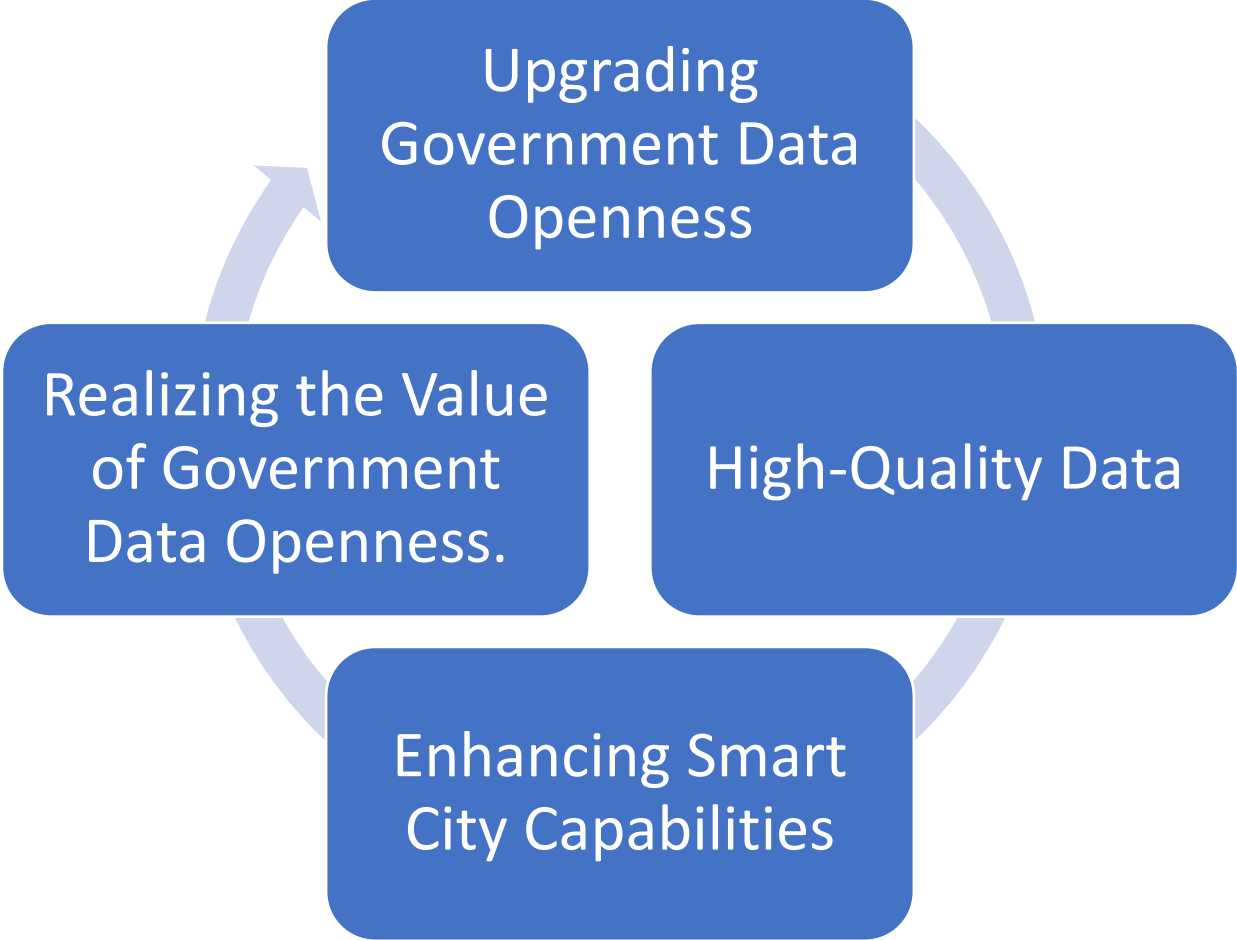 Upgrading
Government Data
Openness
Realizing the Value
of Government
Data Openness.
High-Quality Data
Enhancing Smart
City Capabilities